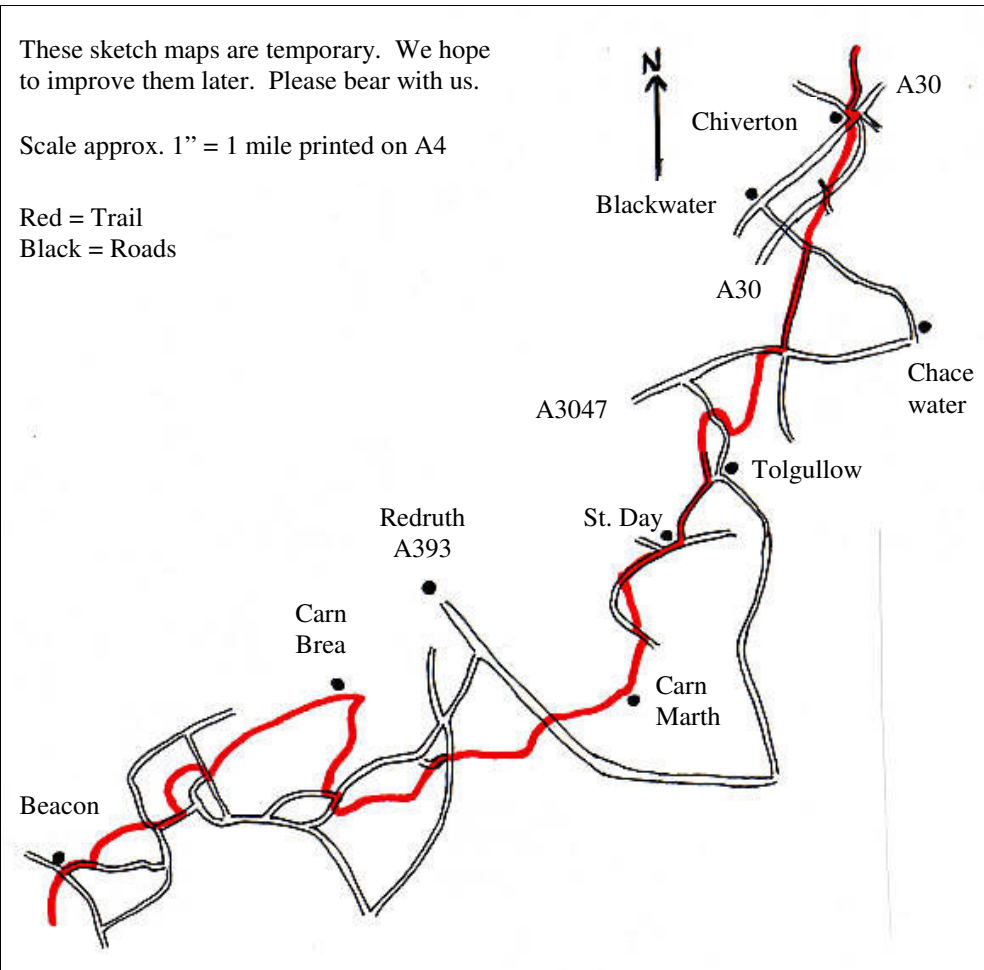 These sketch maps are temporary.  We hope
to improve them later.  Please bear with us.
Scale approx. 1” = 1 mile printed on A4
Red = Trail
Black = Roads
N
A30
Chiverton
Blackwater
A30
Chace
water
A3047
Tolgullow
St. Day
Redruth
A393
Carn
Brea
Carn
Marth
Beacon